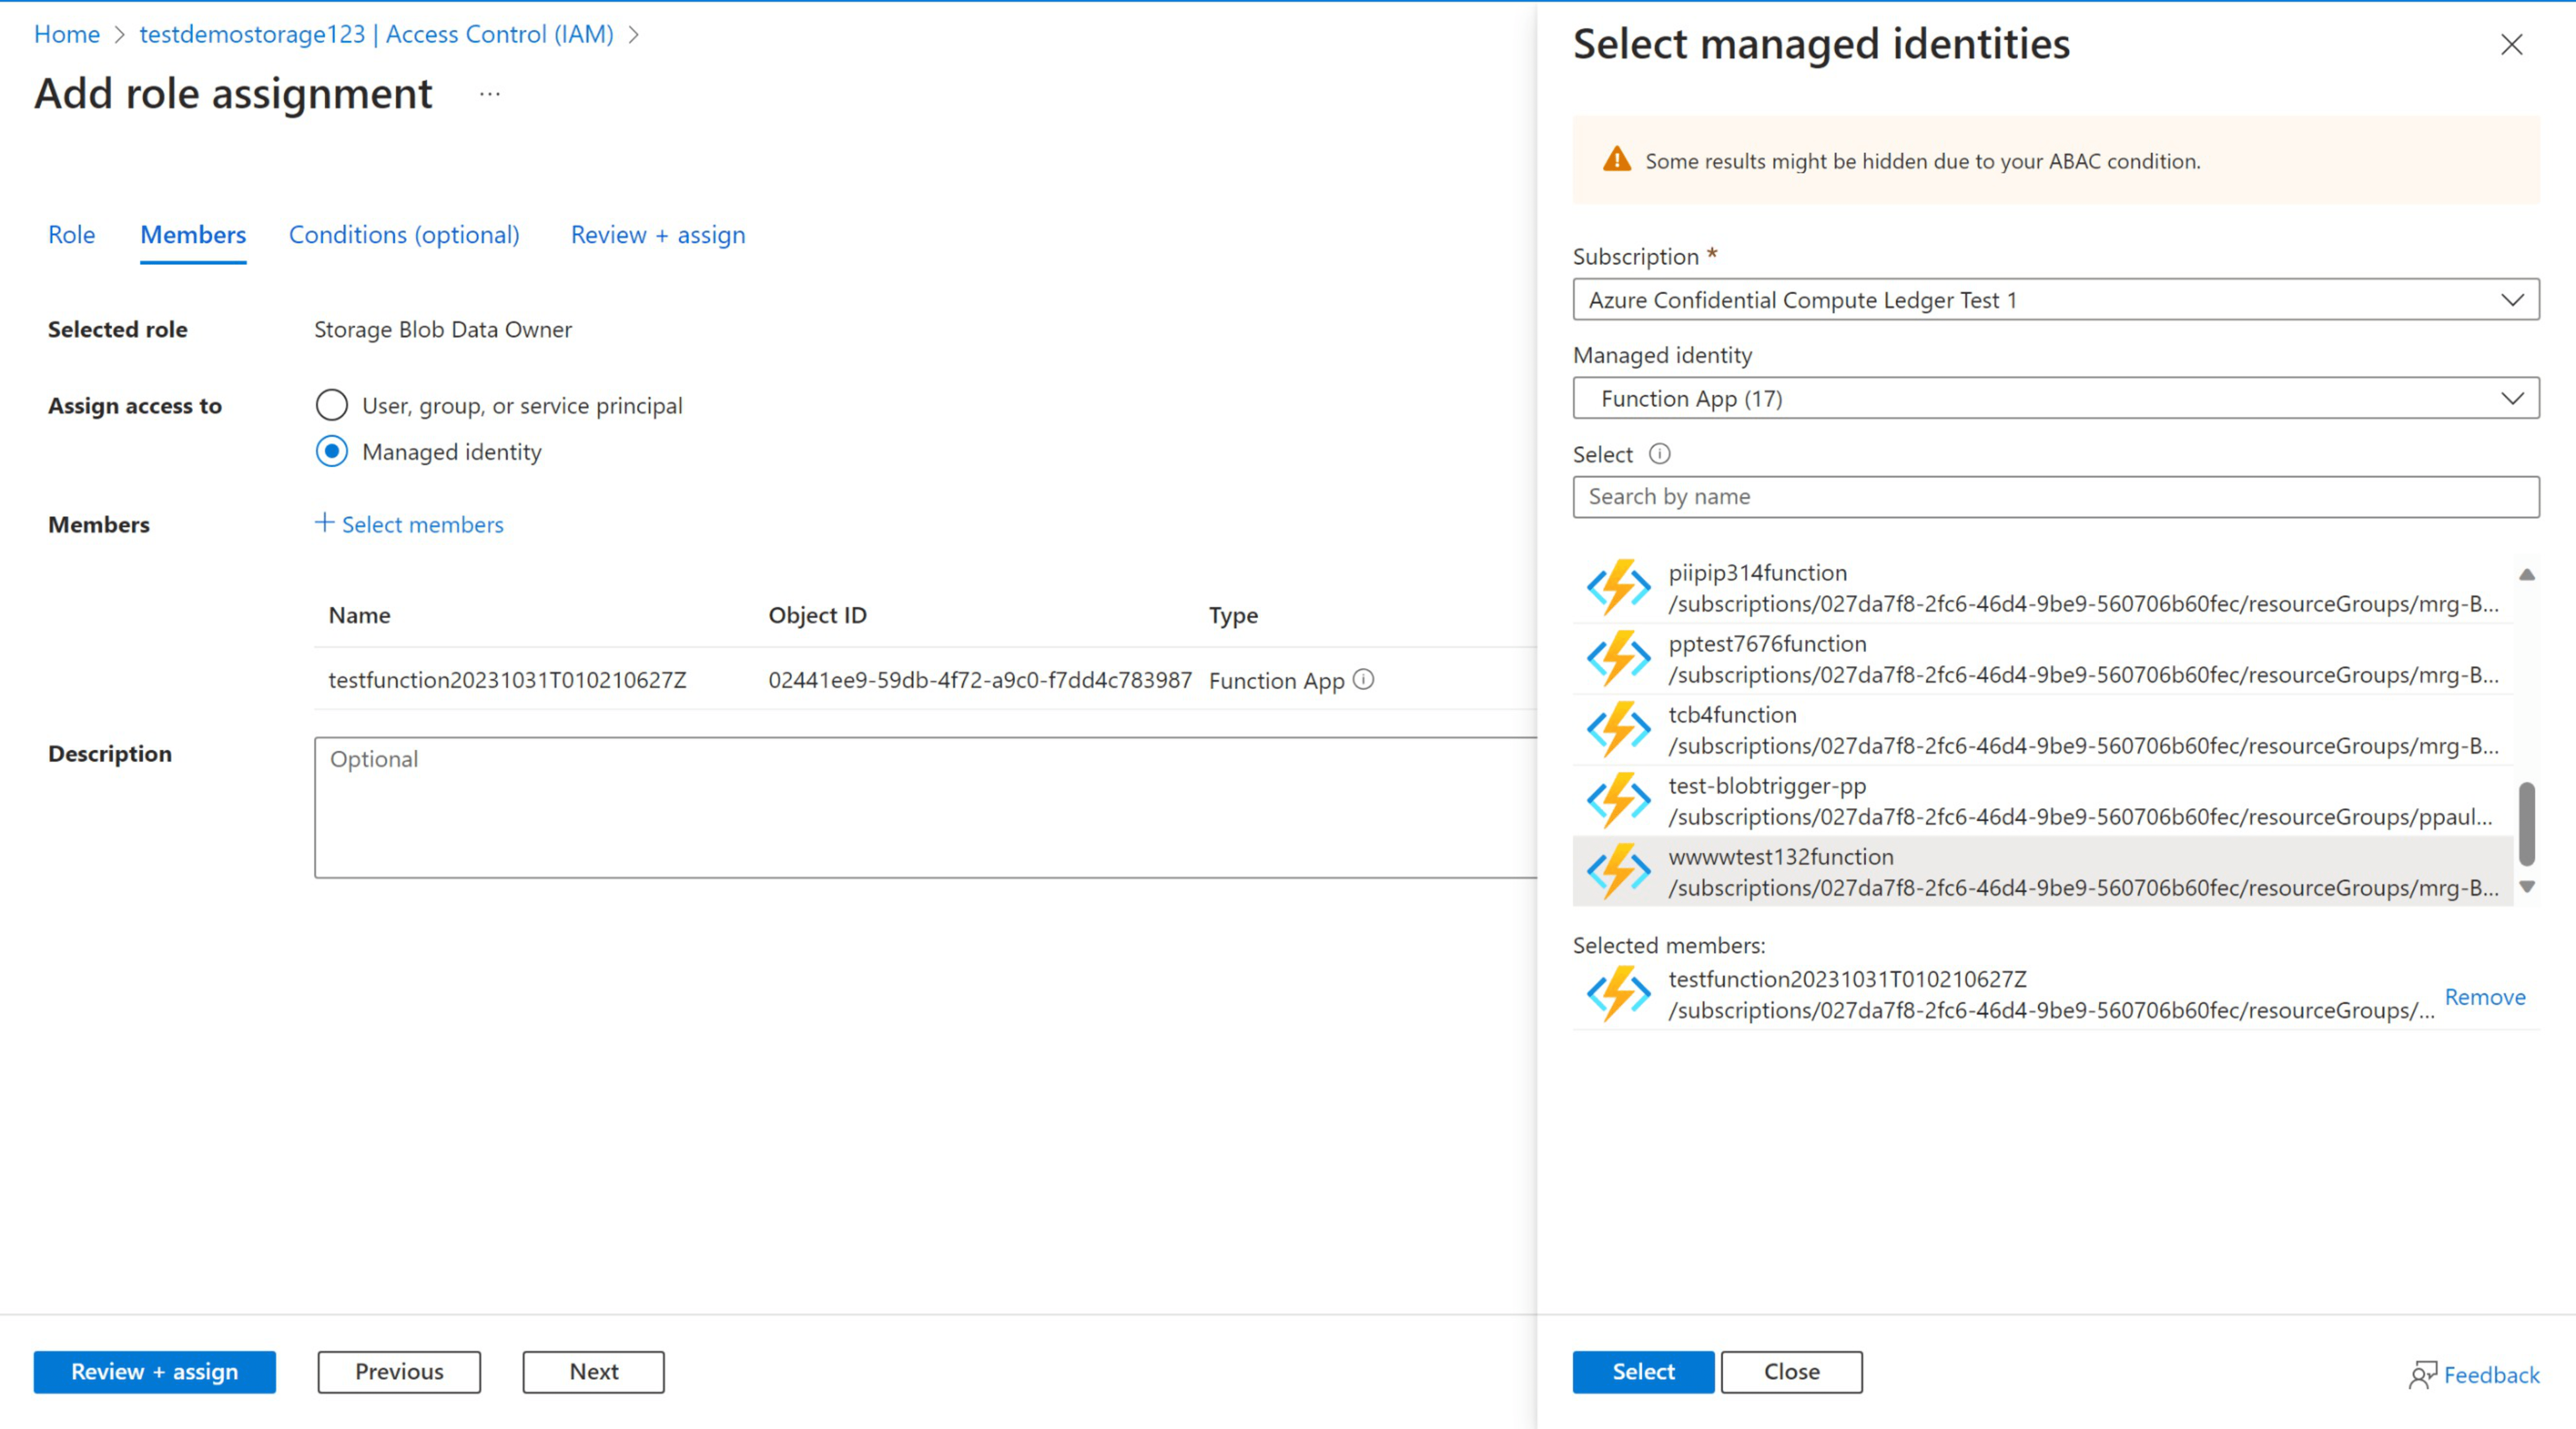 Home > testdemostorage123 | Access Control (IAM) >
Add role assignment ...
Role Members Conditions (optional) Review + assign
Selected role Storage Blob Data Owner
Assign access to User, group, or service principal
Managed identity
Members + Select members
Name Object ID Type
testfunction20231031T010210627Z 02441ee9-59db-4f72-a9c0-f7dd4c783987 Function App
Description Optional
Review + assign Previous Next
Select managed identities
Some results might be hidden due to your ABAC condition.
Subscription *
Azure Confidential Compute Ledger Test 1
Managed identity
Function App (17)
Select
Search by name
piipip314function
/subscriptions/027da7f8-2fc6-46d4-9be9-560706b60fec/resourceGroups/mrg-B...
pptest7676function
/subscriptions/027da7f8-2fc6-46d4-9be9-560706b60fec/resourceGroups/mrg-B...
tcb4function
/subscriptions/027da7f8-2fc6-46d4-9be9-560706b60fec/resourceGroups/mrg-B...
test-blobtrigger-pp
/subscriptions/027da7f8-2fc6-46d4-9be9-560706b60fec/resourceGroups/ppaul...
wwwwtest132function
/subscriptions/027da7f8-2fc6-46d4-9be9-560706b60fec/resourceGroups/mrg-B...
Selected members:
testfunction20231031T010210627Z
/subscriptions/027da7f8-2fc6-46d4-9be9-560706b60fec/resourceGroups/...
Remove
Select Close Feedback